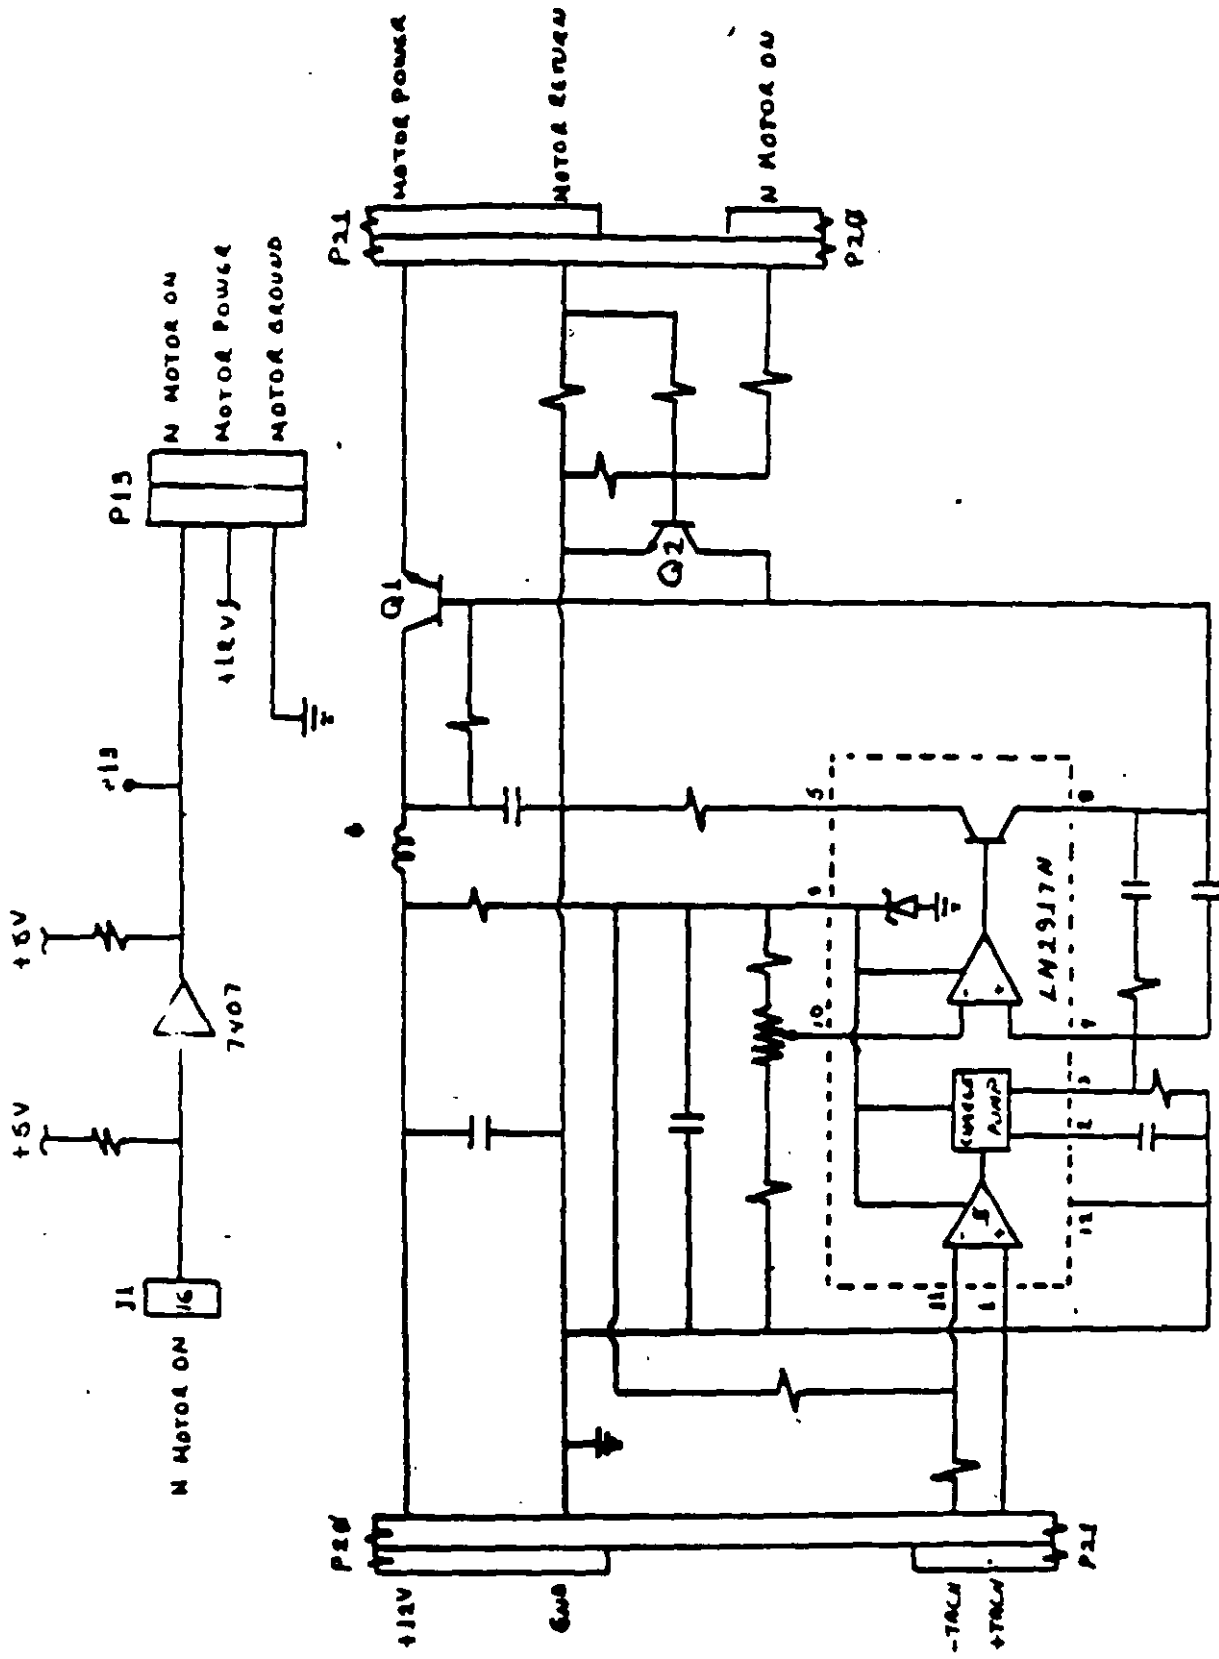 +5V
+5V
J1
16
N MOTOR ON
7407
P13
N MOTOR ON
MOTOR POWER
MOTOR GROUND
+12V
P20
+12V
GND
-TACH
+TACH
P21
Q1
Q2
P21
MOTOR POWER
MOTOR RETURN
N MOTOR ON
P20
LM2917N
CHARGE
PUMP
11
1
12
2
3
10
9
5
8
- +
- +